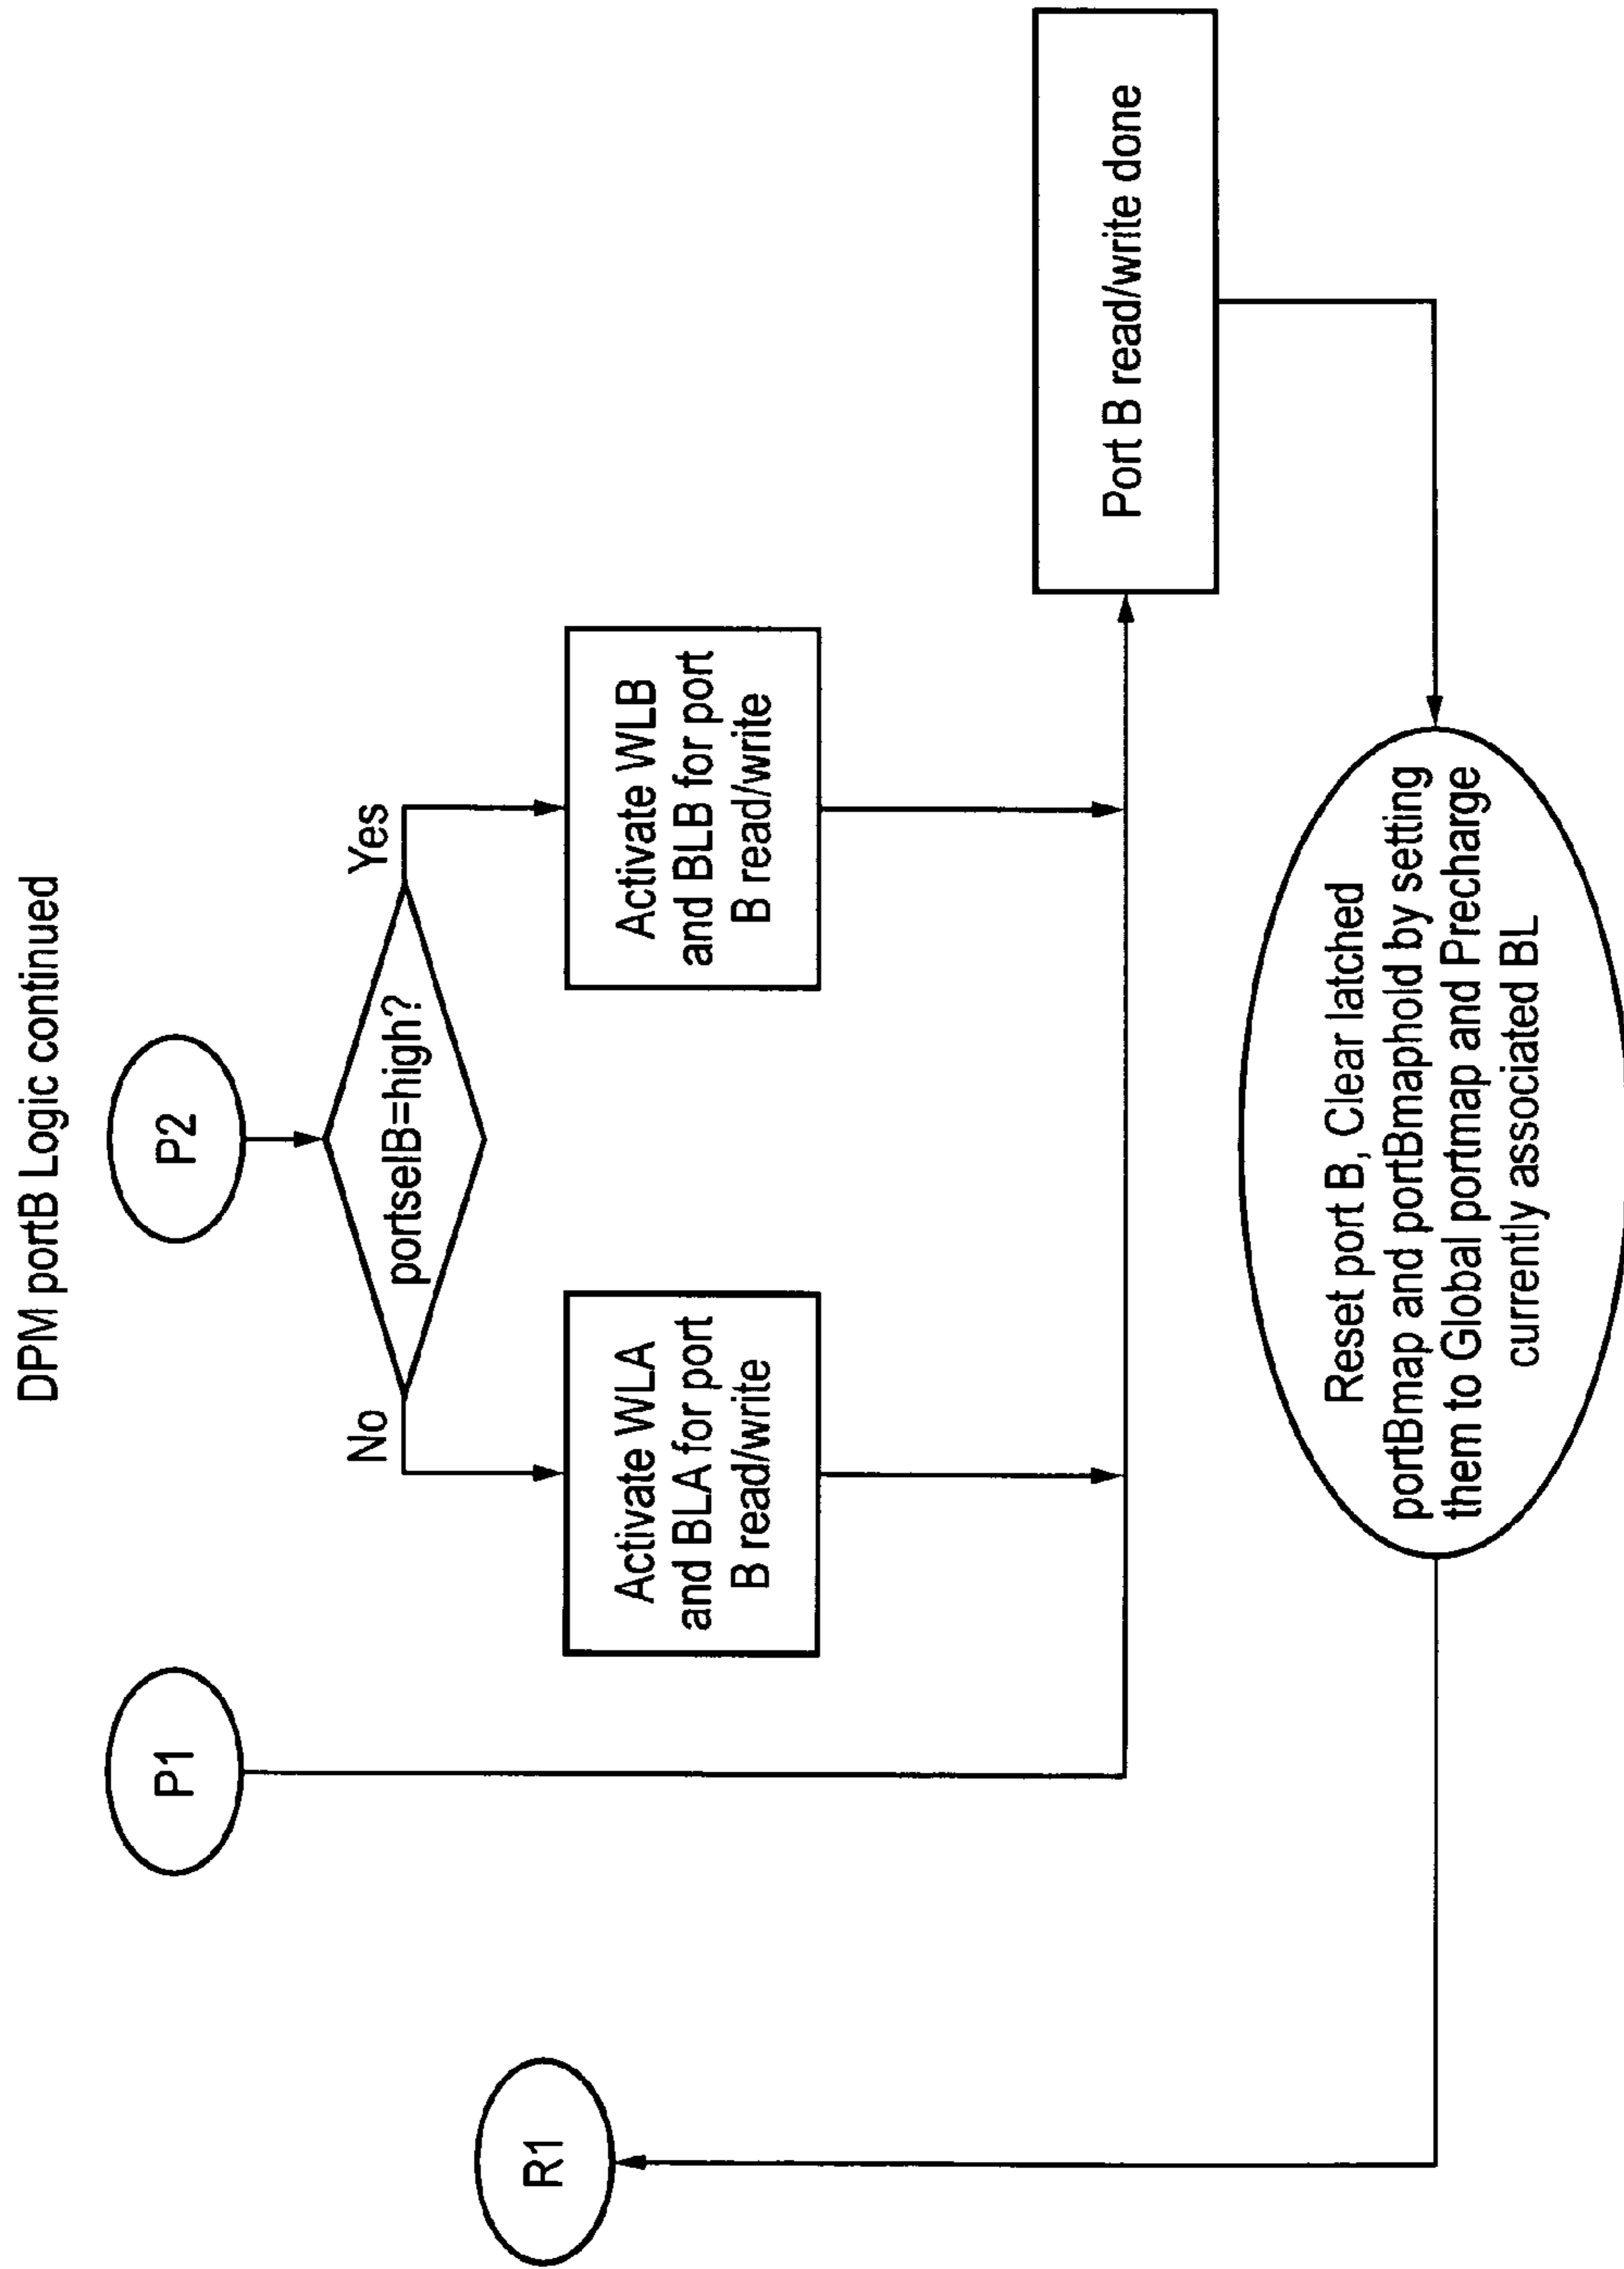 DPM portB Logic continued
P1
P2
portselB=high?
No
Yes
Activate WLA
and BLA for port
B read/write
Activate WLB
and BLB for port
B read/write
Port B read/write done
R1
Reset port B, Clear latched
portBmap and portBmaphold by setting
them to Global portmap and Precharge
currently associated BL